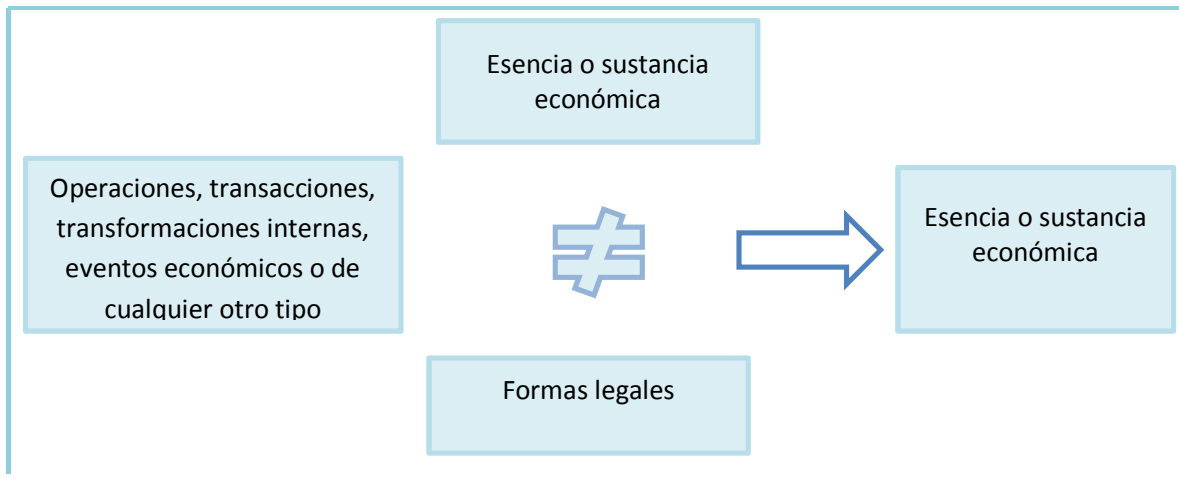 Esencia o sustancia
económica
Operaciones, transacciones,
transformaciones internas,
eventos económicos o de
cualquier otro tipo
≠
Esencia o sustancia
económica
Formas legales